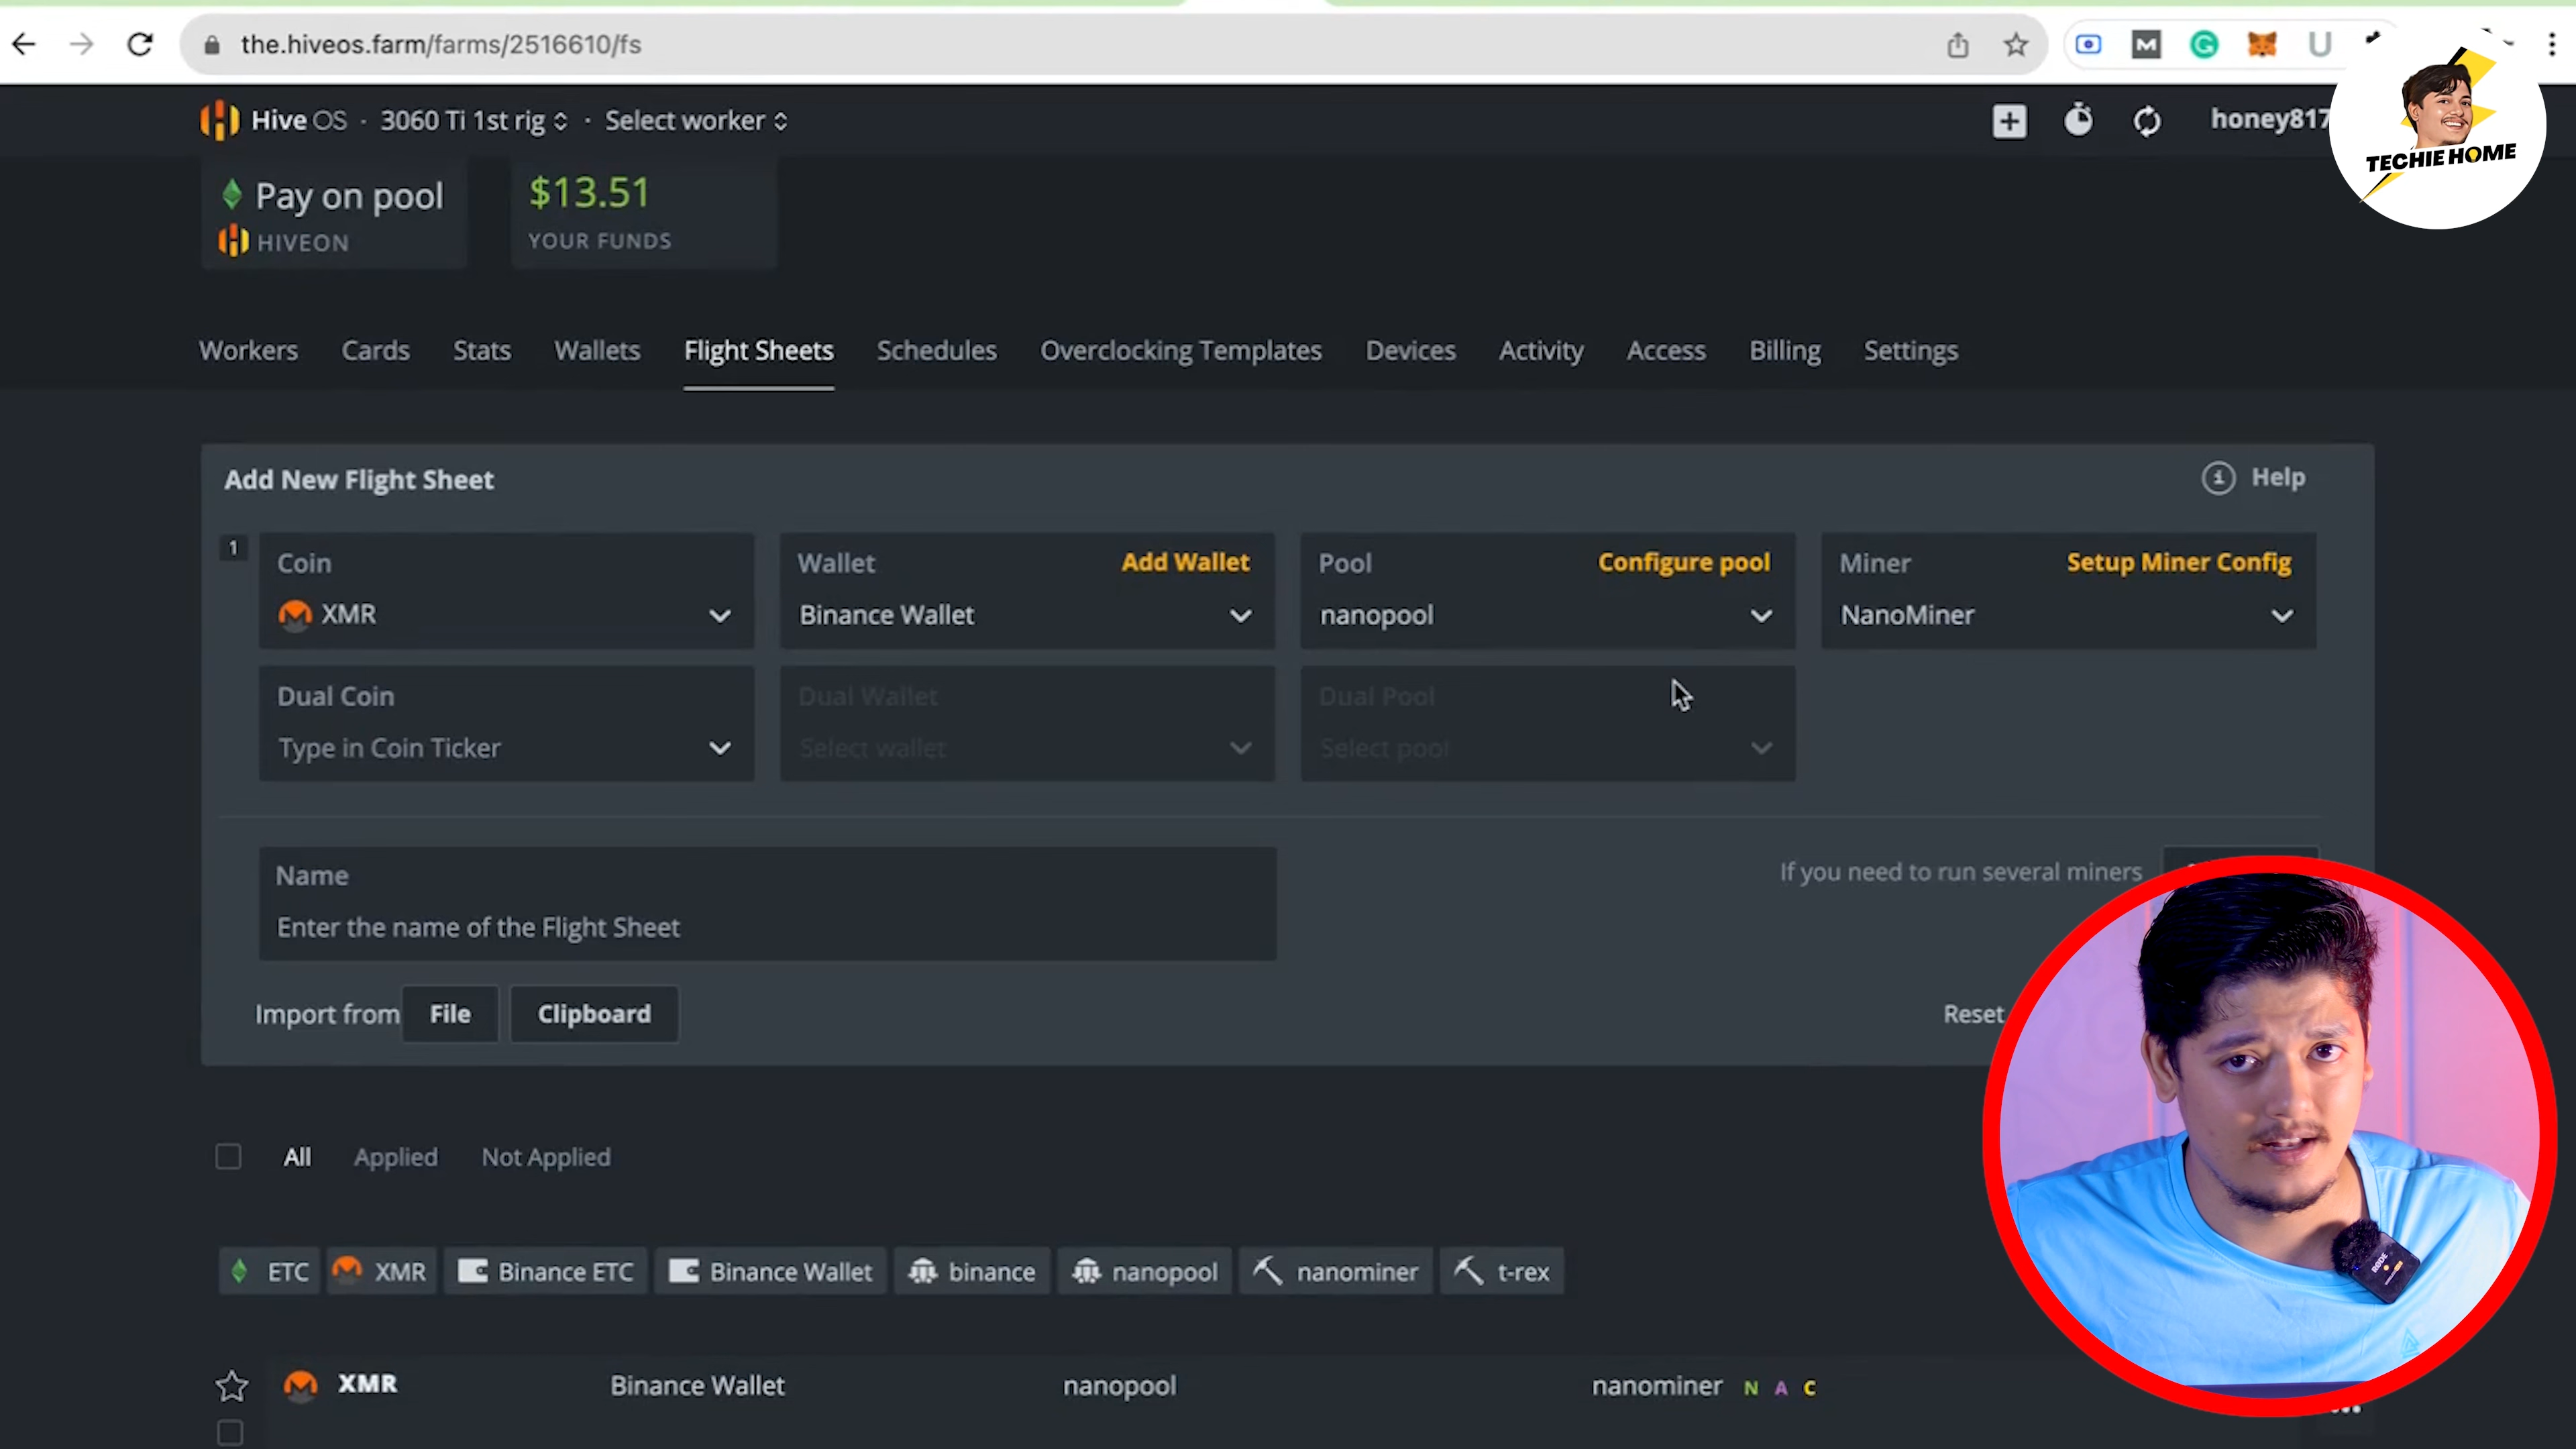 the.hiveos.farm/farms/2516610/fs
Hive OS · 3060 Ti 1st rig · Select worker
honey817
TECHIE HOME
Pay on pool
HIVEON
$13.51
YOUR FUNDS
Workers Cards Stats Wallets Flight Sheets Schedules Overclocking Templates Devices Activity Access Billing Settings
Add New Flight Sheet
Help
1
Coin
XMR
Wallet Add Wallet
Binance Wallet
Pool Configure pool
nanopool
Miner Setup Miner Config
NanoMiner
Dual Coin
Type in Coin Ticker
Dual Wallet
Select wallet
Dual Pool
Select pool
Name
Enter the name of the Flight Sheet
If you need to run several miners
Import from File Clipboard
Reset
All Applied Not Applied
ETC XMR Binance ETC Binance Wallet binance nanopool nanominer t-rex
XMR Binance Wallet nanopool nanominer N A C
RØDE